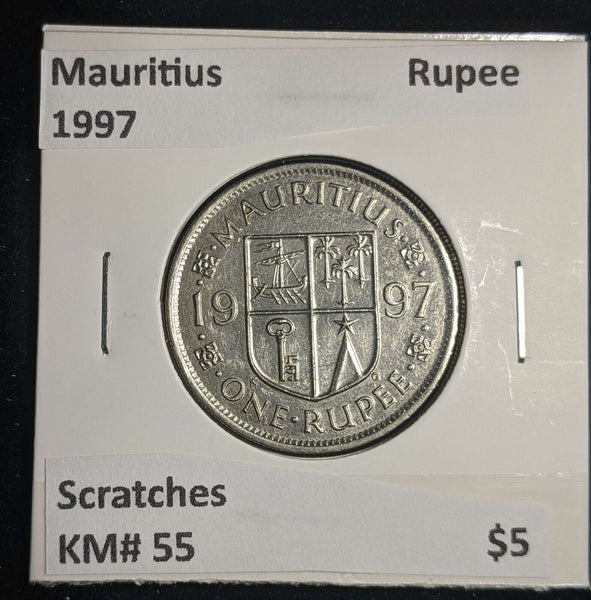 Mauritius Rupee
1997
·MAURITIUS·
19 97
·ONE·RUPEE·
Scratches
KM# 55 $5